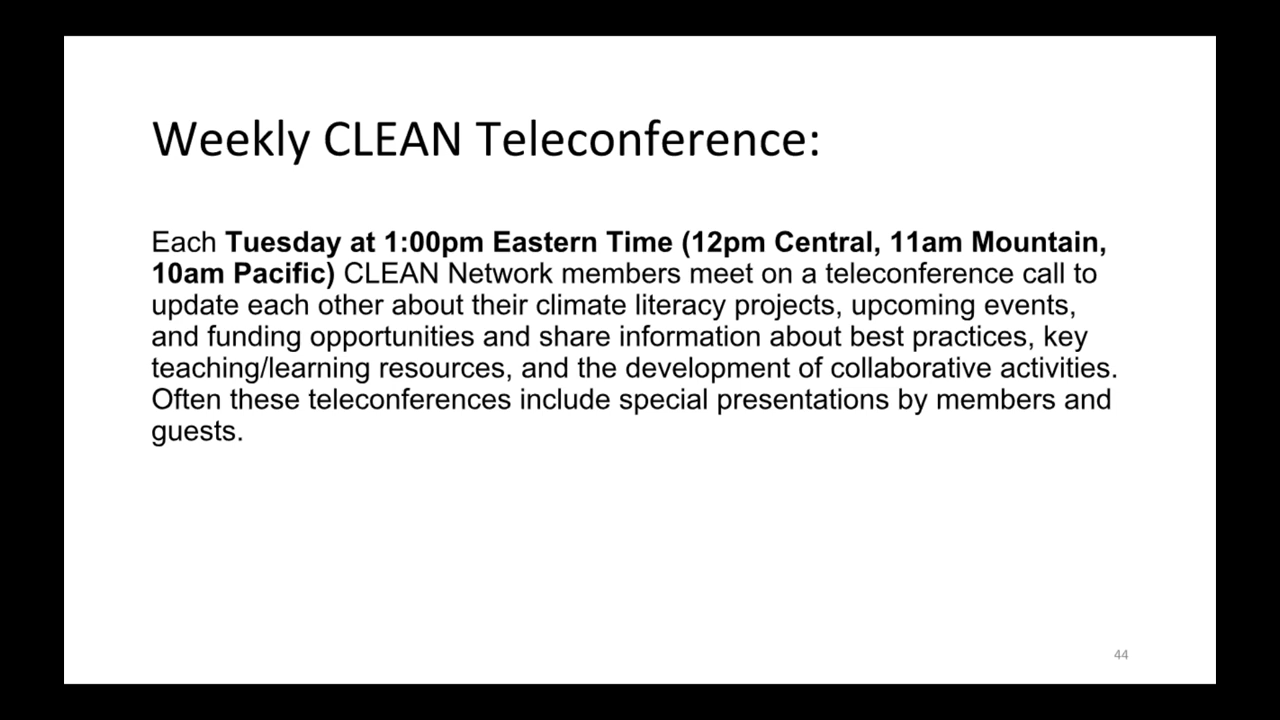 Weekly CLEAN Teleconference:
Each Tuesday at 1:00pm Eastern Time (12pm Central, 11am Mountain,
10am Pacific) CLEAN Network members meet on a teleconference call to
update each other about their climate literacy projects, upcoming events,
and funding opportunities and share information about best practices, key
teaching/learning resources, and the development of collaborative activities.
Often these teleconferences include special presentations by members and
guests.
44